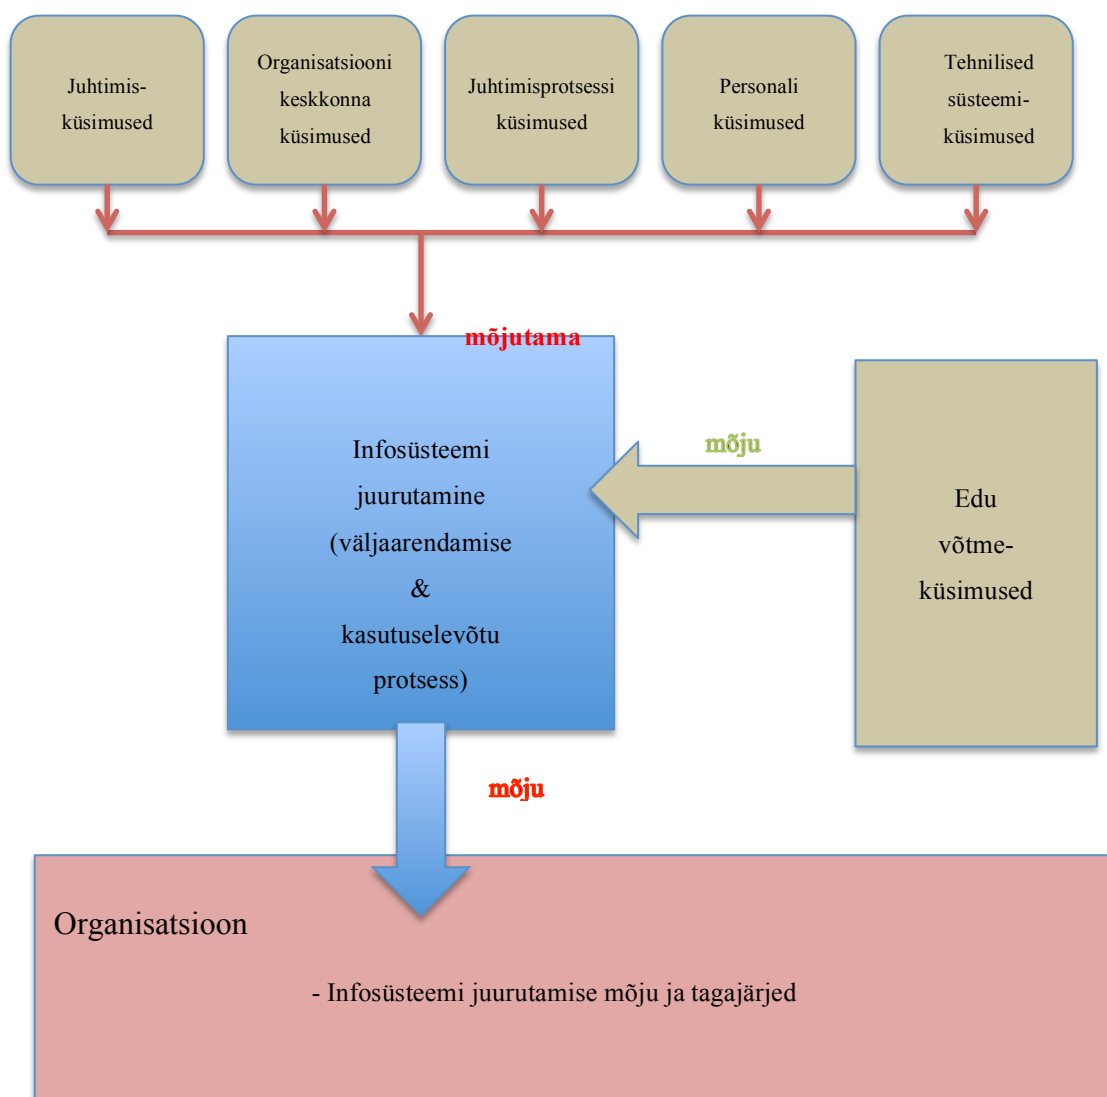 Juhtimis-
küsimused
Organisatsiooni
keskkonna
küsimused
Juhtimisprotsessi
küsimused
Personali
küsimused
Tehnilised
süsteemi-
küsimused
mõjutama
Infosüsteemi
juurutamine
(väljaarendamise
&
kasutuselevõtu
protsess)
mõju
Edu
võtme-
küsimused
mõju
Organisatsioon
- Infosüsteemi juurutamise mõju ja tagajärjed